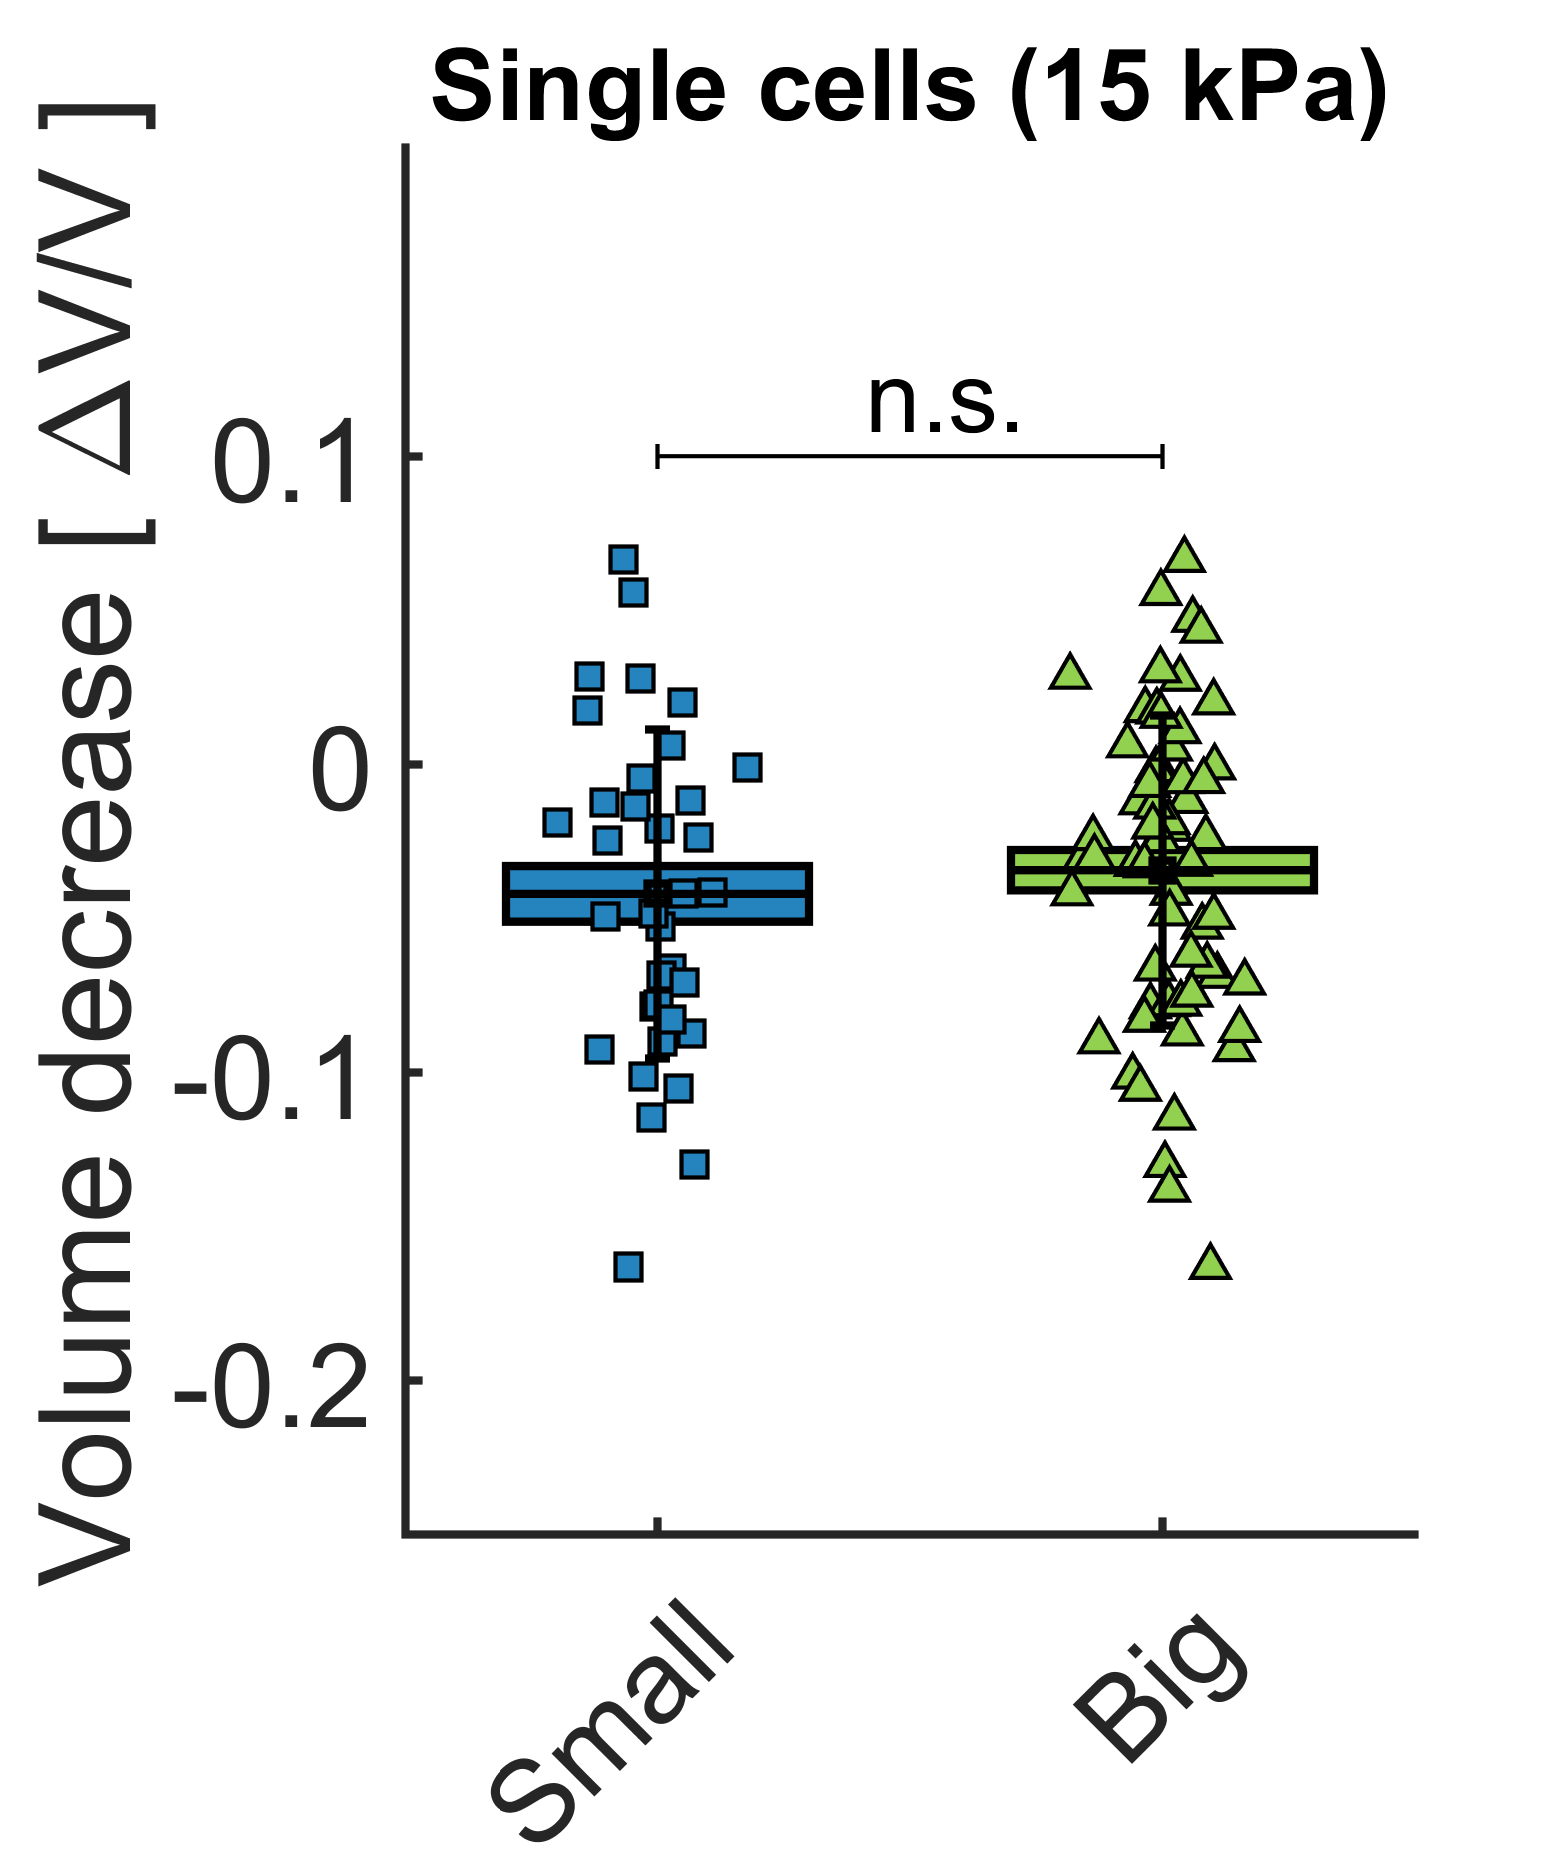 Single cells (15 kPa)
Volume decrease [ ΔV/V ]
0.1
0
-0.1
-0.2
n.s.
Small
Big